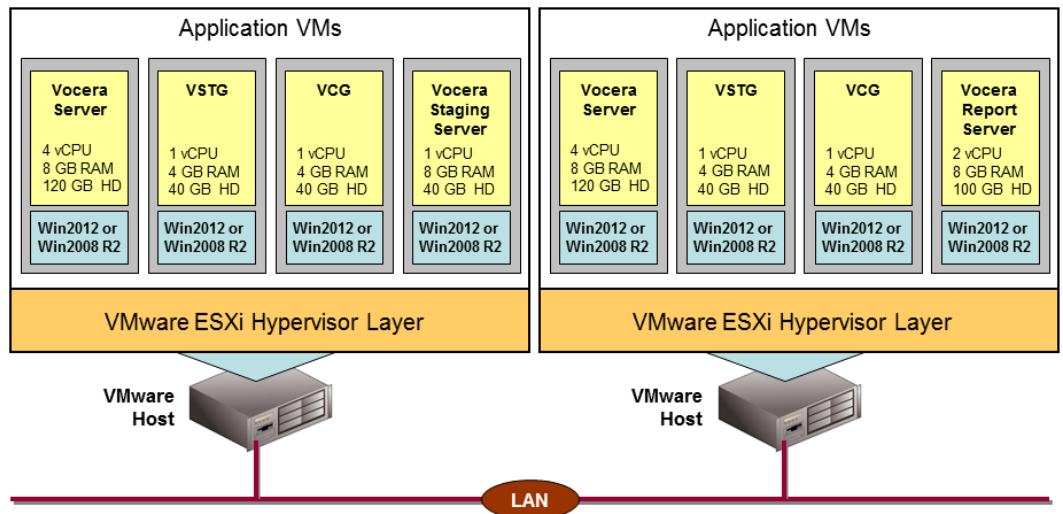 Application VMs
Vocera
Server
4 vCPU
8 GB RAM
120 GB HD
Win2012 or
Win2008 R2
VSTG
1 vCPU
4 GB RAM
40 GB HD
Win2012 or
Win2008 R2
VCG
1 vCPU
4 GB RAM
40 GB HD
Win2012 or
Win2008 R2
Vocera
Staging
Server
1 vCPU
8 GB RAM
40 GB HD
Win2012 or
Win2008 R2
VMware ESXi Hypervisor Layer
VMware
Host
Application VMs
Vocera
Server
4 vCPU
8 GB RAM
120 GB HD
Win2012 or
Win2008 R2
VSTG
1 vCPU
4 GB RAM
40 GB HD
Win2012 or
Win2008 R2
VCG
1 vCPU
4 GB RAM
40 GB HD
Win2012 or
Win2008 R2
Vocera
Report
Server
2 vCPU
8 GB RAM
100 GB HD
Win2012 or
Win2008 R2
VMware ESXi Hypervisor Layer
VMware
Host
LAN